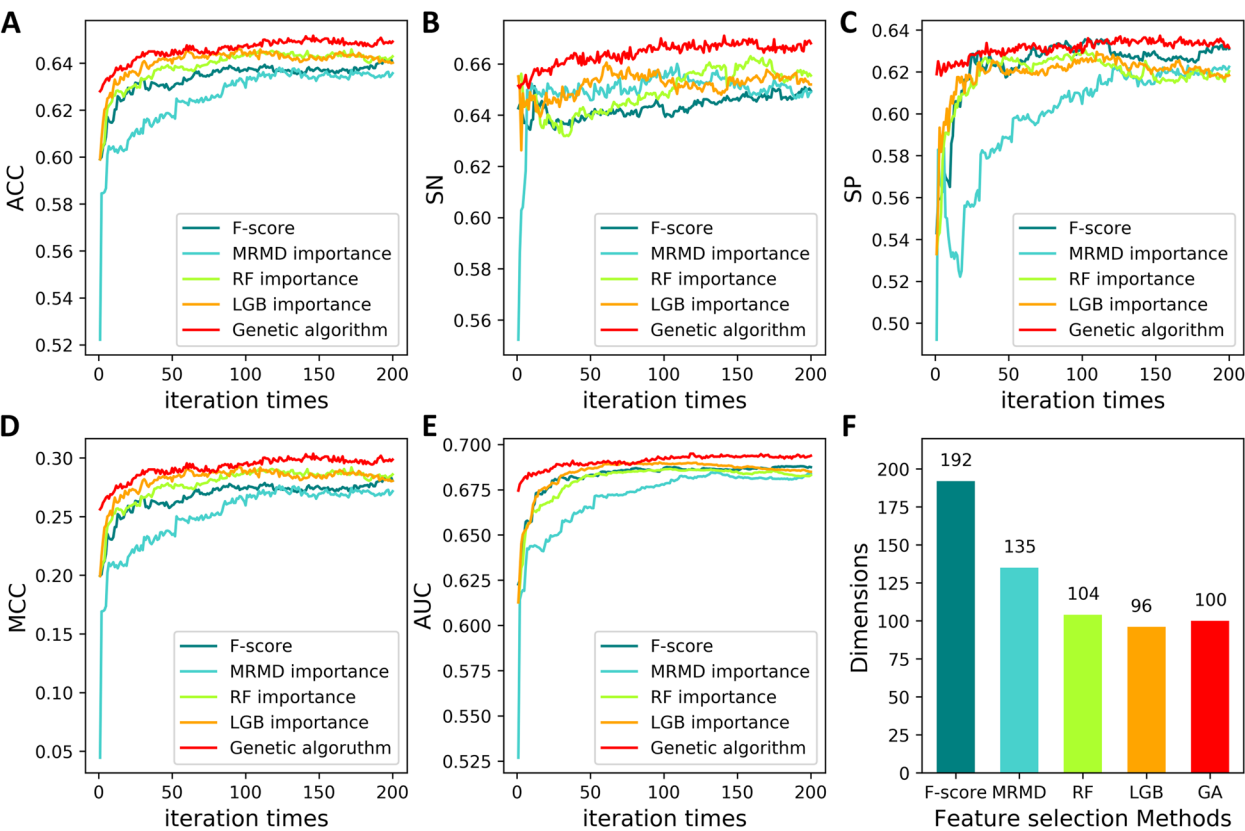 A
0.64
0.62
0.60
0.58
0.56
0.54
0.52
ACC
0
50
100
150
200
iteration times
F-score
MRMD importance
RF importance
LGB importance
Genetic algorithm
B
0.66
0.64
0.62
0.60
0.58
0.56
SN
0
50
100
150
200
iteration times
F-score
MRMD importance
RF importance
LGB importance
Genetic algorithm
C
0.64
0.62
0.60
0.58
0.56
0.54
0.52
0.50
SP
0
50
100
150
200
iteration times
F-score
MRMD importance
RF importance
LGB importance
Genetic algorithm
D
0.30
0.25
0.20
0.15
0.10
0.05
MCC
0
50
100
150
200
iteration times
F-score
MRMD importance
RF importance
LGB importance
Genetic algoruthm
E
0.700
0.675
0.650
0.625
0.600
0.575
0.550
0.525
AUC
0
50
100
150
200
iteration times
F-score
MRMD importance
RF importance
LGB importance
Genetic algorithm
F
200
175
150
125
100
75
50
25
0
Dimensions
192
135
104
96
100
F-score MRMD RF LGB GA
Feature selection Methods